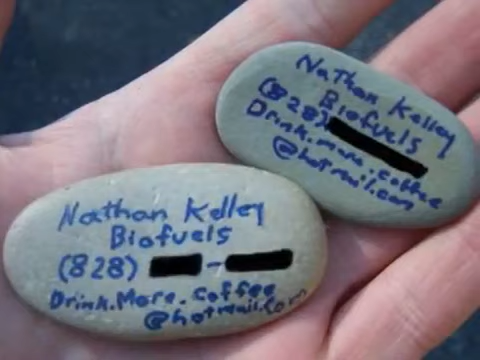 Nathan Kelley
Biofuels
(828)
Drink.more.coffee
@hotmail.com
Nathan Kelley
Biofuels
(828) -
Drink.More.Coffee
@hotmail.com